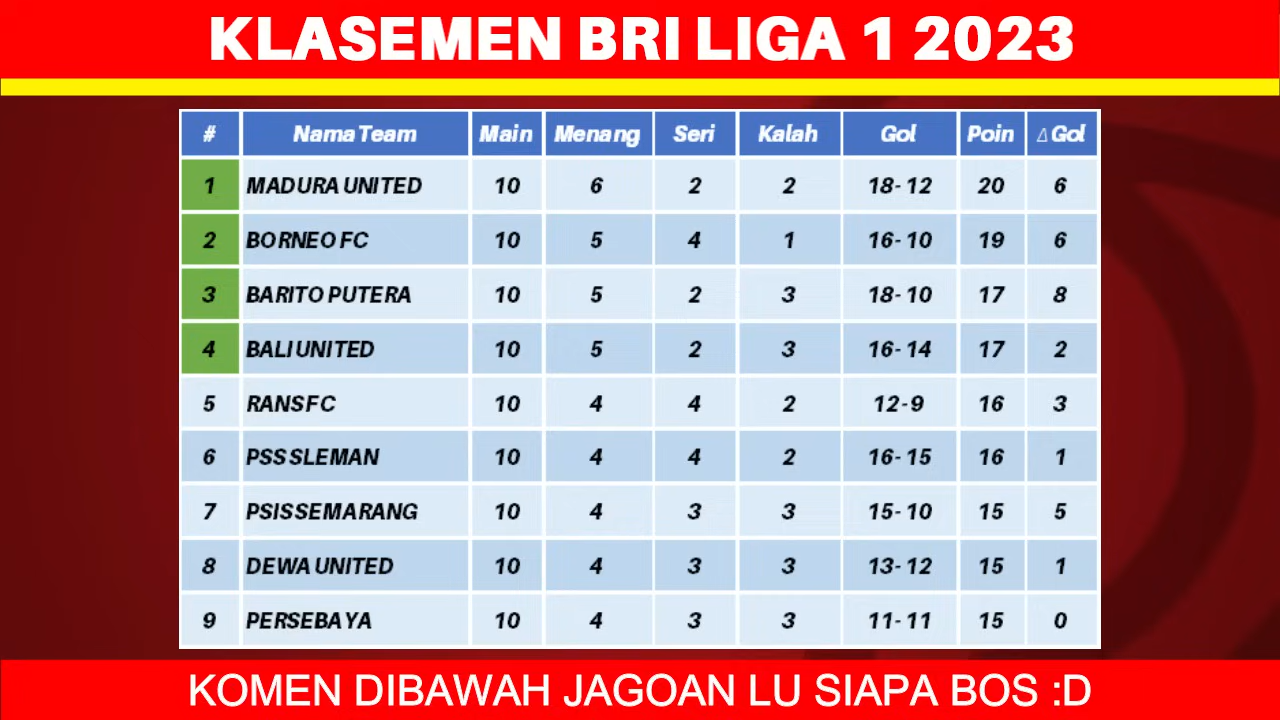 KLASEMEN BRI LIGA 1 2023
# Nama Team Main Menang Seri Kalah Gol Poin Δ Gol
1 MADURA UNITED 10 6 2 2 18-12 20 6
2 BORNEO FC 10 5 4 1 16-10 19 6
3 BARITO PUTERA 10 5 2 3 18-10 17 8
4 BALI UNITED 10 5 2 3 16-14 17 2
5 RANS FC 10 4 4 2 12-9 16 3
6 PSS SLEMAN 10 4 4 2 16-15 16 1
7 PSIS SEMARANG 10 4 3 3 15-10 15 5
8 DEWA UNITED 10 4 3 3 13-12 15 1
9 PERSEBAYA 10 4 3 3 11-11 15 0
KOMEN DIBAWAH JAGOAN LU SIAPA BOS :D